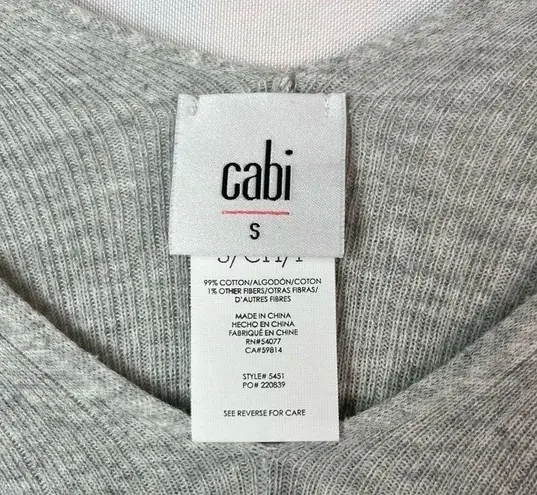 cabi
S
S/CH/P
99% COTTON/ALGODÓN/COTON
1% OTHER FIBERS/OTRAS FIBRAS/
D'AUTRES FIBRES
MADE IN CHINA
HECHO EN CHINA
FABRIQUÉ EN CHINE
RN#54077
CA#59814
STYLE# 5451
PO# 220839
SEE REVERSE FOR CARE